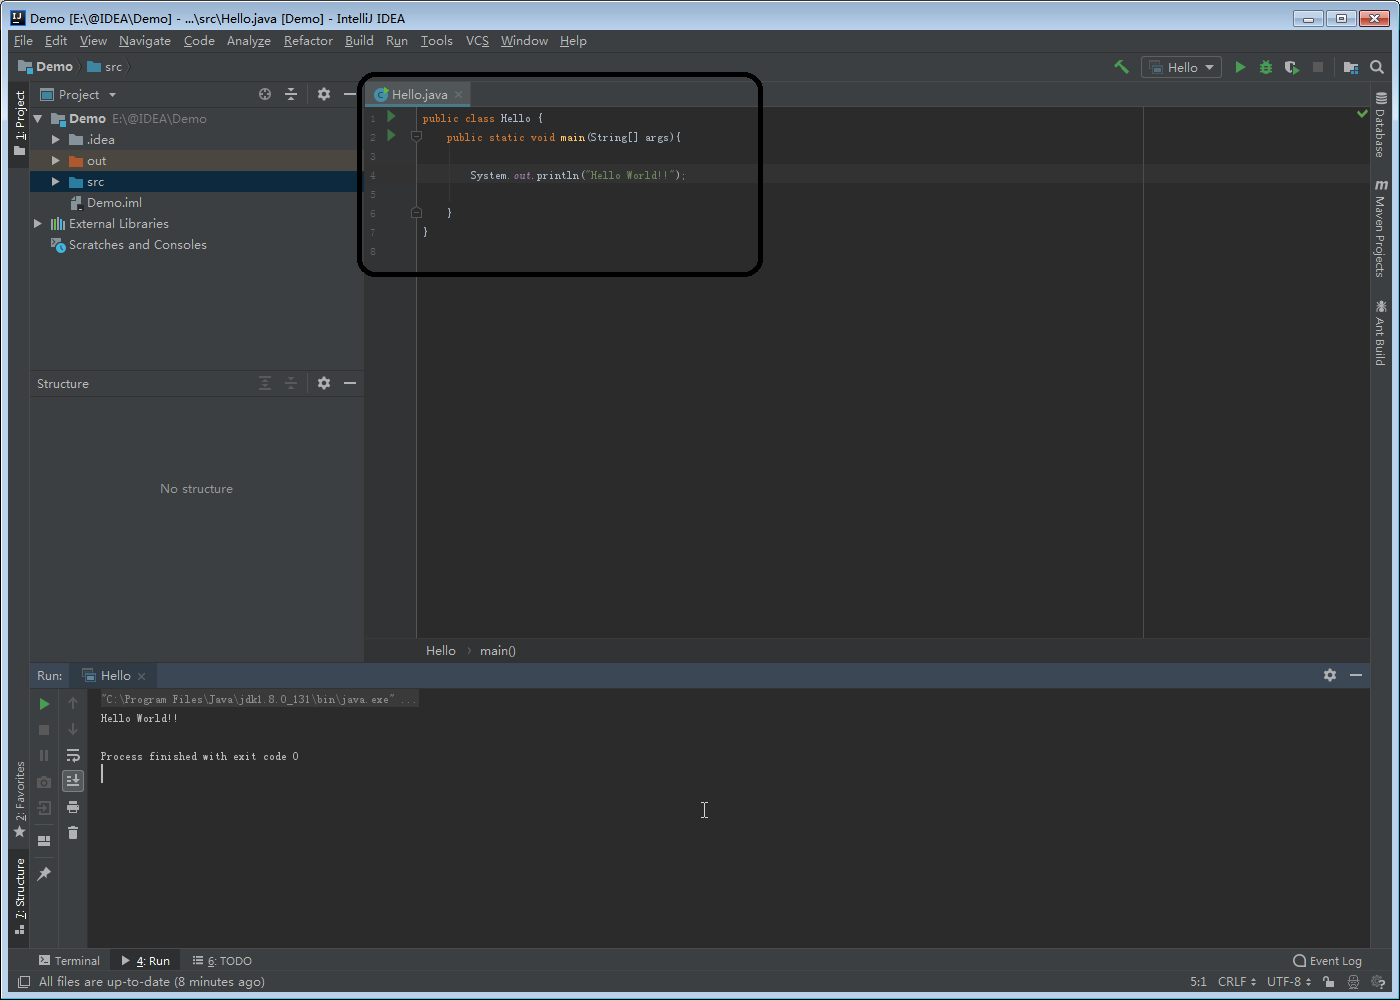 Demo [E:\@IDEA\Demo] - ...\src\Hello.java [Demo] - IntelliJ IDEA
File Edit View Navigate Code Analyze Refactor Build Run Tools VCS Window Help
Demo src Hello
1: Project
Project
Hello.java
Demo E:\@IDEA\Demo
.idea
out
src
Demo.iml
External Libraries
Scratches and Consoles
1 public class Hello {
2 public static void main(String[] args){
3
4 System.out.println("Hello World!!");
5
6 }
7 }
8
Database
m Maven Projects
Ant Build
Structure
No structure
Hello main()
Run: Hello
"C:\Program Files\Java\jdk1.8.0_131\bin\java.exe" ...
Hello World!!
Process finished with exit code 0
2: Favorites
7: Structure
Terminal 4: Run 6: TODO Event Log
All files are up-to-date (8 minutes ago) 5:1 CRLF UTF-8